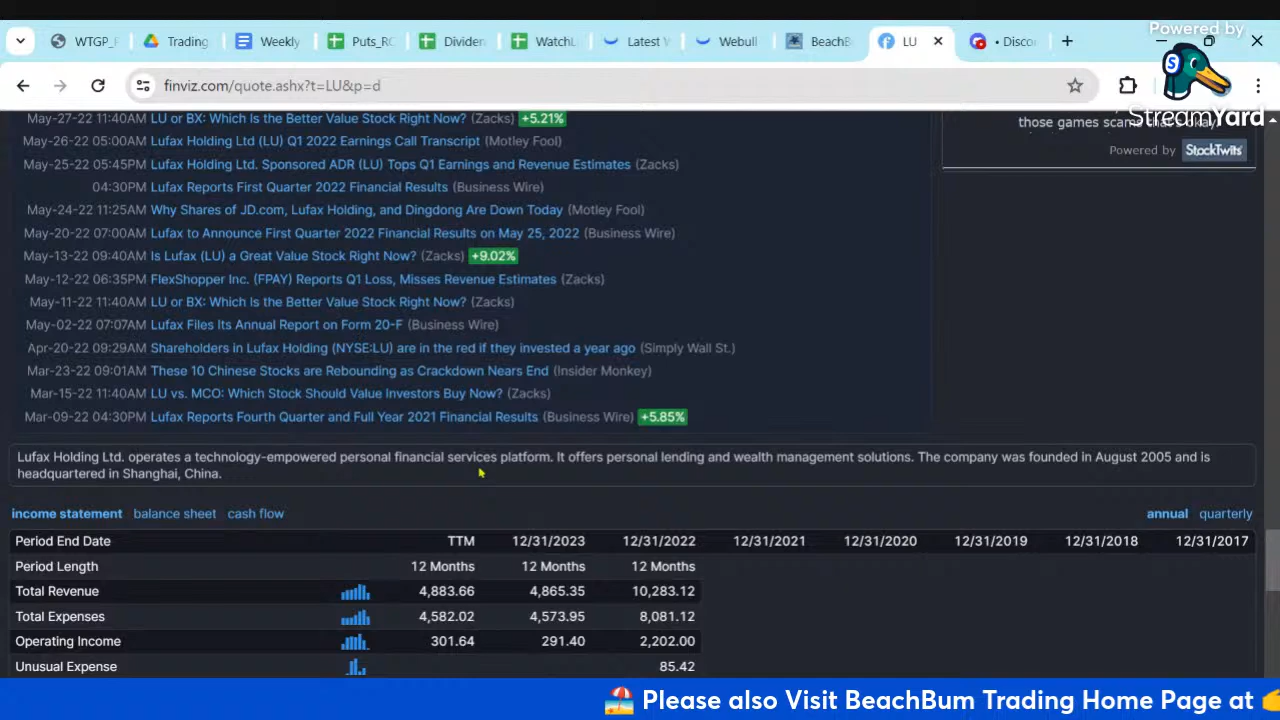 Powered by
WTGP_F
Trading
Weekly
Puts_RO
Dividen
WatchL
Latest V
Webull
BeachB
LU
• Disco
StreamYard
finviz.com/quote.ashx?t=LU&p=d
May-27-22 11:40AM LU or BX: Which Is the Better Value Stock Right Now? (Zacks) +5.21%
May-26-22 05:00AM Lufax Holding Ltd (LU) Q1 2022 Earnings Call Transcript (Motley Fool)
May-25-22 05:45PM Lufax Holding Ltd. Sponsored ADR (LU) Tops Q1 Earnings and Revenue Estimates (Zacks)
04:30PM Lufax Reports First Quarter 2022 Financial Results (Business Wire)
May-24-22 11:25AM Why Shares of JD.com, Lufax Holding, and Dingdong Are Down Today (Motley Fool)
May-20-22 07:00AM Lufax to Announce First Quarter 2022 Financial Results on May 25, 2022 (Business Wire)
May-13-22 09:40AM Is Lufax (LU) a Great Value Stock Right Now? (Zacks) +9.02%
May-12-22 06:35PM FlexShopper Inc. (FPAY) Reports Q1 Loss, Misses Revenue Estimates (Zacks)
May-11-22 11:40AM LU or BX: Which Is the Better Value Stock Right Now? (Zacks)
May-02-22 07:07AM Lufax Files Its Annual Report on Form 20-F (Business Wire)
Apr-20-22 09:29AM Shareholders in Lufax Holding (NYSE:LU) are in the red if they invested a year ago (Simply Wall St.)
Mar-23-22 09:01AM These 10 Chinese Stocks are Rebounding as Crackdown Nears End (Insider Monkey)
Mar-15-22 11:40AM LU vs. MCO: Which Stock Should Value Investors Buy Now? (Zacks)
Mar-09-22 04:30PM Lufax Reports Fourth Quarter and Full Year 2021 Financial Results (Business Wire) +5.85%
those games scams
Powered by StockTwits
Lufax Holding Ltd. operates a technology-empowered personal financial services platform. It offers personal lending and wealth management solutions. The company was founded in August 2005 and is
headquartered in Shanghai, China.
income statement balance sheet cash flow annual quarterly
Period End Date TTM 12/31/2023 12/31/2022 12/31/2021 12/31/2020 12/31/2019 12/31/2018 12/31/2017
Period Length 12 Months 12 Months 12 Months
Total Revenue 4,883.66 4,865.35 10,283.12
Total Expenses 4,582.02 4,573.95 8,081.12
Operating Income 301.64 291.40 2,202.00
Unusual Expense 85.42
Please also Visit BeachBum Trading Home Page at